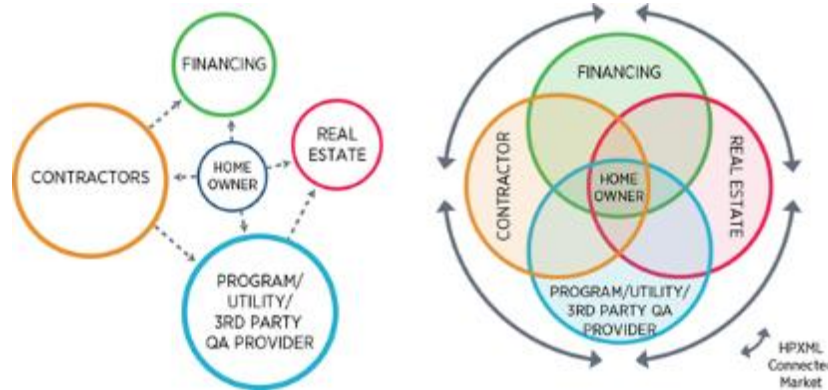 FINANCING
REAL
ESTATE
CONTRACTORS
HOME
OWNER
PROGRAM/
UTILITY/
3RD PARTY
QA PROVIDER
FINANCING
CONTRACTOR
REAL ESTATE
HOME
OWNER
PROGRAM/UTILITY/
3RD PARTY QA
PROVIDER
HPXML
Connecte
Market